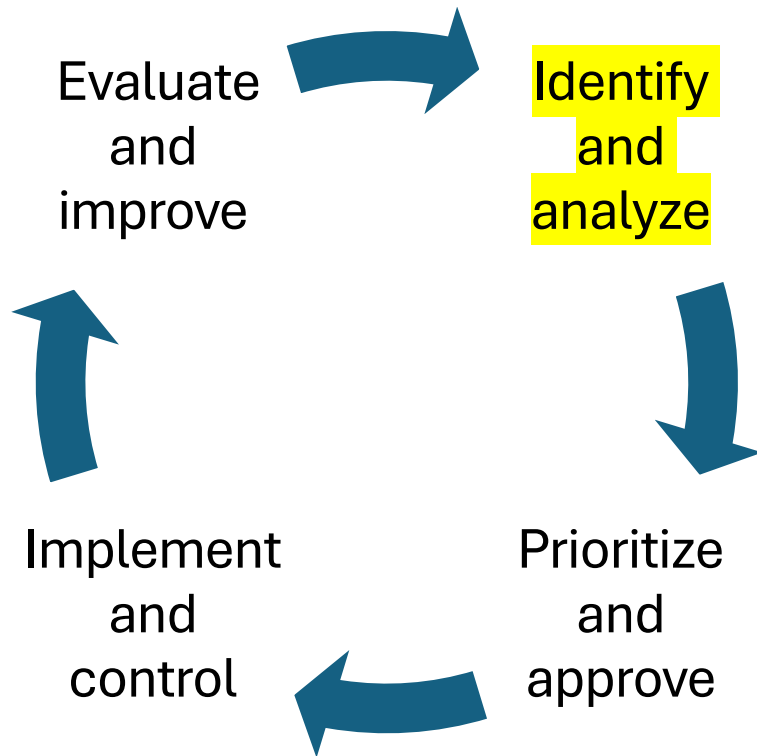 Evaluate
and
improve
Identify
and
analyze
Implement
and
control
Prioritize
and
approve